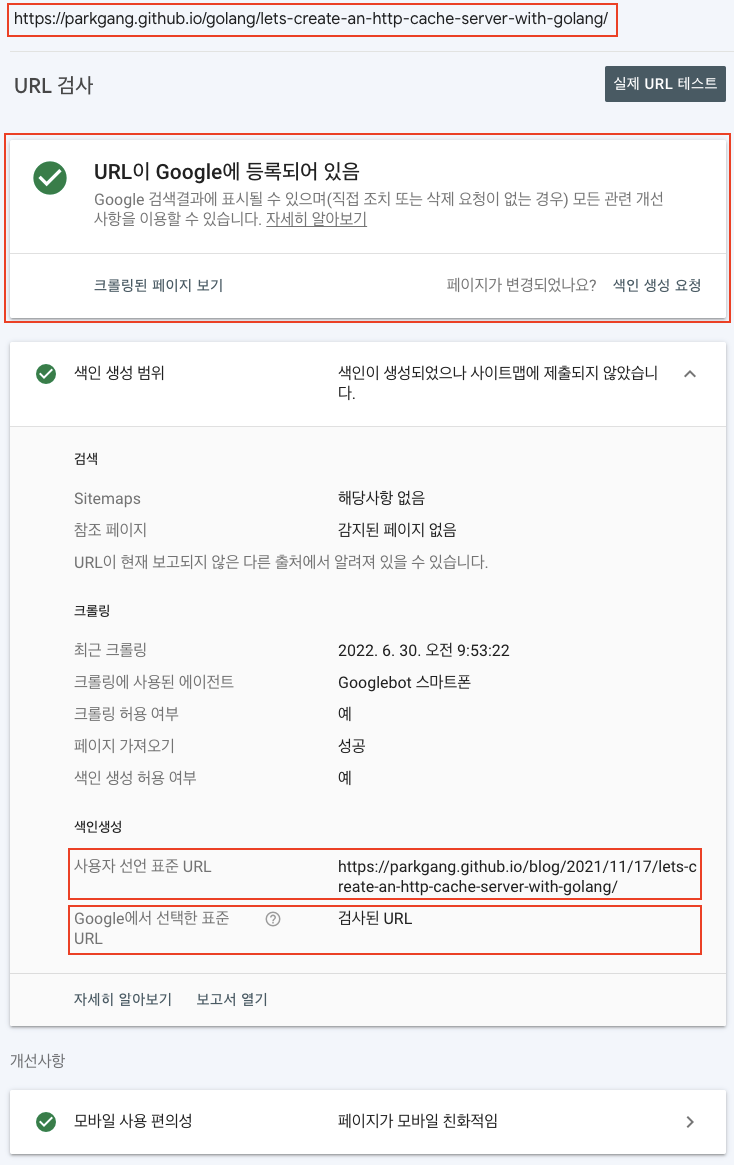 https://parkgang.github.io/golang/lets-create-an-http-cache-server-with-golang/
URL 검사
실제 URL 테스트
URL이 Google에 등록되어 있음
Google 검색결과에 표시될 수 있으며(직접 조치 또는 삭제 요청이 없는 경우) 모든 관련 개선
사항을 이용할 수 있습니다. 자세히 알아보기
크롤링된 페이지 보기
페이지가 변경되었나요? 색인 생성 요청
색인 생성 범위
색인이 생성되었으나 사이트맵에 제출되지 않았습니
다.
검색
Sitemaps
해당사항 없음
참조 페이지
감지된 페이지 없음
URL이 현재 보고되지 않은 다른 출처에서 알려져 있을 수 있습니다.
크롤링
최근 크롤링
2022. 6. 30. 오전 9:53:22
크롤링에 사용된 에이전트
Googlebot 스마트폰
크롤링 허용 여부
예
페이지 가져오기
성공
색인 생성 허용 여부
예
색인생성
사용자 선언 표준 URL
https://parkgang.github.io/blog/2021/11/17/lets-c
reate-an-http-cache-server-with-golang/
Google에서 선택한 표준
URL
검사된 URL
자세히 알아보기
보고서 열기
개선사항
모바일 사용 편의성
페이지가 모바일 친화적임